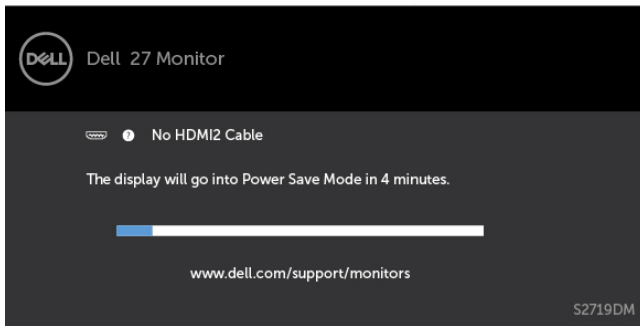 DELL
Dell 27 Monitor
? No HDMI2 Cable
The display will go into Power Save Mode in 4 minutes.
www.dell.com/support/monitors
S2719DM